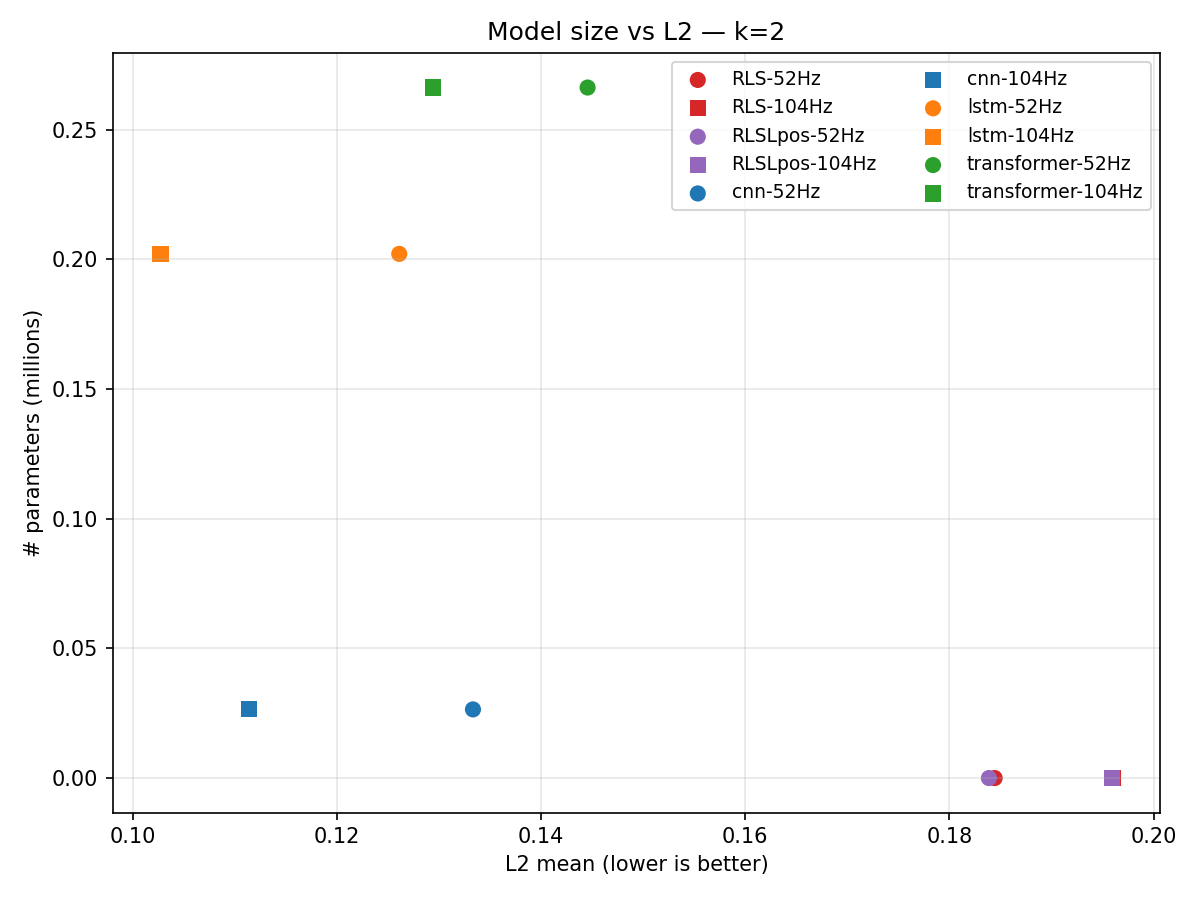 Model size vs L2 — k=2
RLS-52Hz
RLS-104Hz
RLSLpos-52Hz
RLSLpos-104Hz
cnn-52Hz
cnn-104Hz
lstm-52Hz
lstm-104Hz
transformer-52Hz
transformer-104Hz
# parameters (millions)
0.25
0.20
0.15
0.10
0.05
0.00
0.10 0.12 0.14 0.16 0.18 0.20
L2 mean (lower is better)